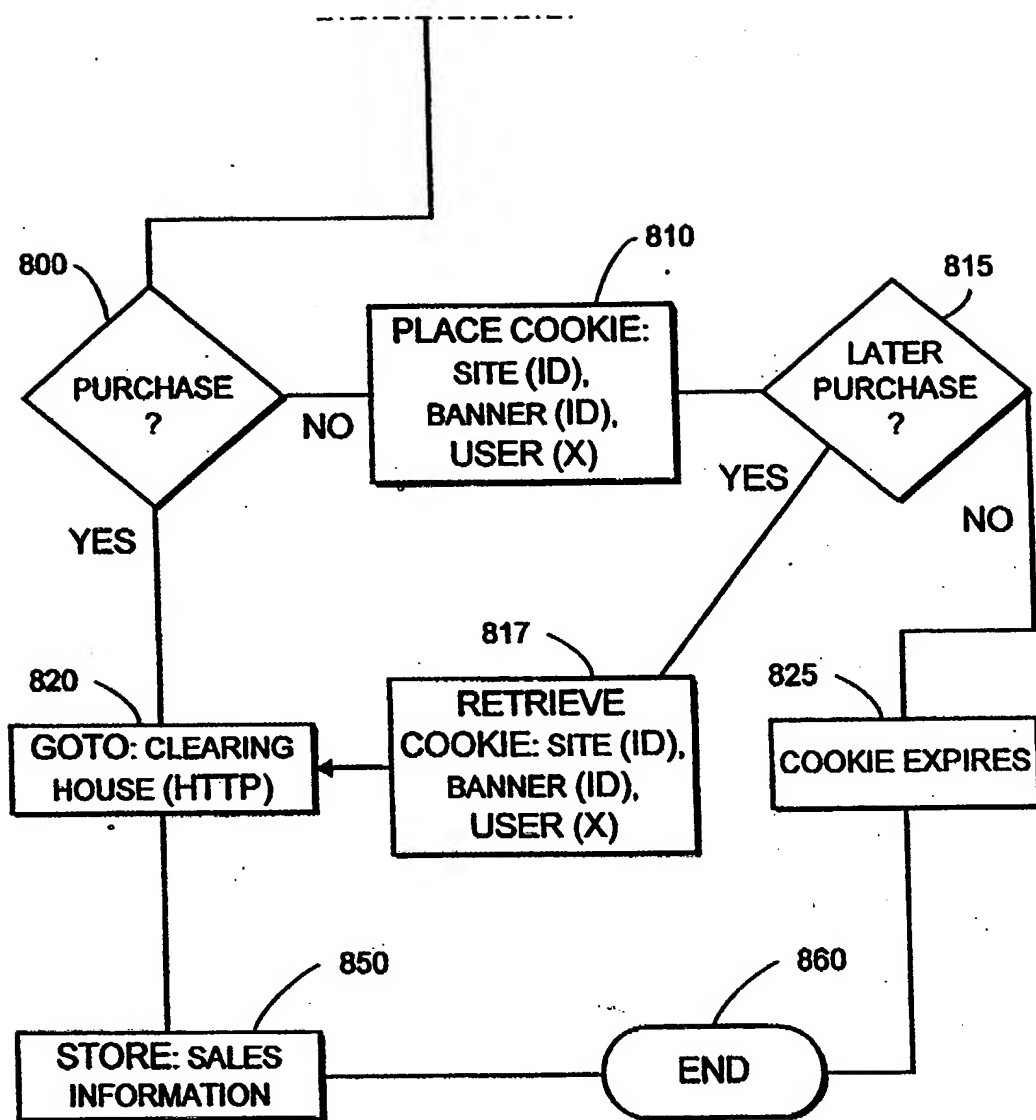 800
PURCHASE
?
NO
YES
810
PLACE COOKIE:
SITE (ID),
BANNER (ID),
USER (X)
815
LATER
PURCHASE
?
YES
NO
817
RETRIEVE
COOKIE: SITE (ID),
BANNER (ID),
USER (X)
820
GOTO: CLEARING
HOUSE (HTTP)
825
COOKIE EXPIRES
850
STORE: SALES
INFORMATION
860
END